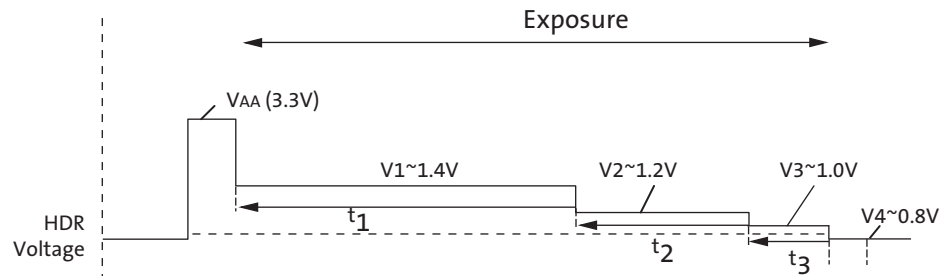 Exposure
VAA (3.3V)
V1~1.4V
V2~1.2V
V3~1.0V
V4~0.8V
HDR
Voltage
t1
t2
t3